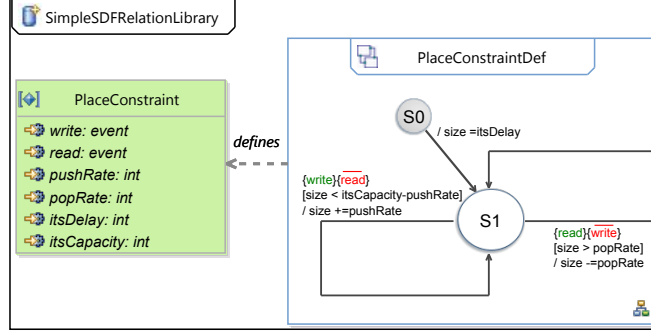 SimpleSDFRelationLibrary
PlaceConstraint
write: event
read: event
pushRate: int
popRate: int
itsDelay: int
itsCapacity: int
defines
PlaceConstraintDef
S0
/ size =itsDelay
{write}{read}
[size < itsCapacity-pushRate]
/ size +=pushRate
S1
{read}{write}
[size > popRate]
/ size -=popRate